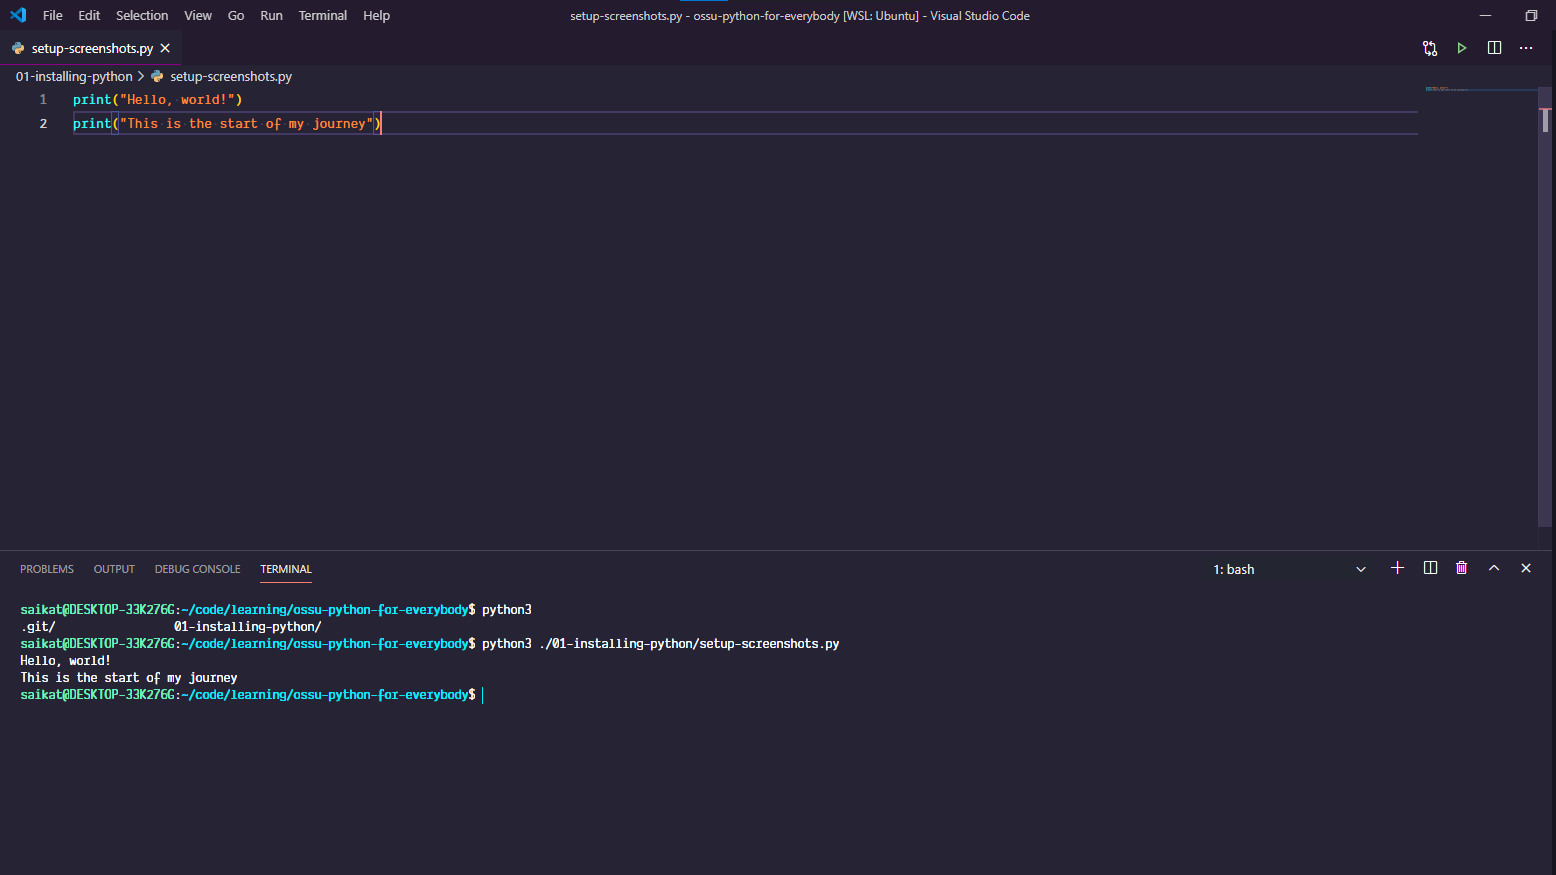 File Edit Selection View Go Run Terminal Help
setup-screenshots.py - ossu-python-for-everybody [WSL: Ubuntu] - Visual Studio Code
setup-screenshots.py
01-installing-python > setup-screenshots.py
1 print("Hello, world!")
2 print("This is the start of my journey")
PROBLEMS OUTPUT DEBUG CONSOLE TERMINAL
1: bash
saikat@DESKTOP-33K276G:~/code/learning/ossu-python-for-everybody$ python3
.git/ 01-installing-python/
saikat@DESKTOP-33K276G:~/code/learning/ossu-python-for-everybody$ python3 ./01-installing-python/setup-screenshots.py
Hello, world!
This is the start of my journey
saikat@DESKTOP-33K276G:~/code/learning/ossu-python-for-everybody$